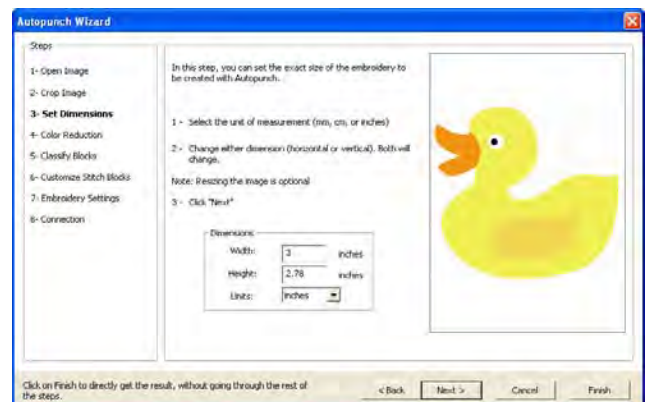 Autopunch Wizard
Steps
1- Open Image
2- Crop Image
3- Set Dimensions
4- Color Reduction
5- Classify Blocks
6- Customize Stitch Blocks
7- Embroidery Settings
8- Connection
In this step, you can set the exact size of the embroidery to
be created with Autopunch.
1 - Select the unit of measurement (mm, cm, or inches)
2 - Change either dimension (horizontal or vertical). Both will
change.
Note: Resizing the image is optional
3 - Click "Next"
Dimensions
Width: 3 inches
Height: 2.78 inches
Units: inches
Click on Finish to directly get the result, without going through the rest of
the steps.
< Back Next > Cancel Finish